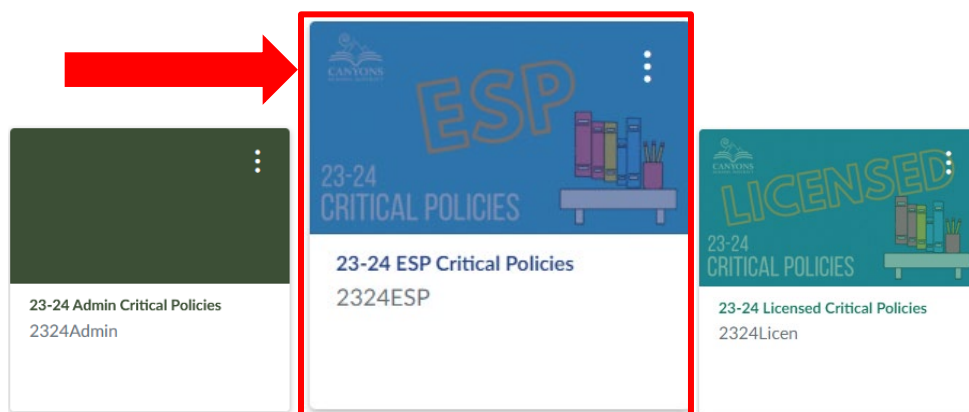 23-24 Admin Critical Policies
2324Admin
CANYONS
ESP
23-24
CRITICAL POLICIES
23-24 ESP Critical Policies
2324ESP
CANYONS
LICENSED
23-24
CRITICAL POLICIES
23-24 Licensed Critical Policies
2324Licen